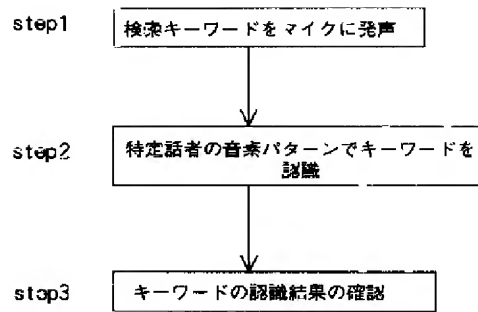 step1
検索キーワードをマイクに発声
step2
特定話者の音素パターンでキーワードを
認識
step3
キーワードの認識結果の確認